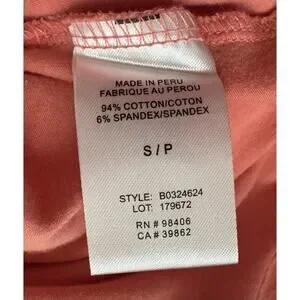 MADE IN PERU
FABRIQUE AU PEROU
94% COTTON/COTON
6% SPANDEX/SPANDEX
S / P
STYLE: B0324624
LOT: 179672
RN # 98406
CA # 39862